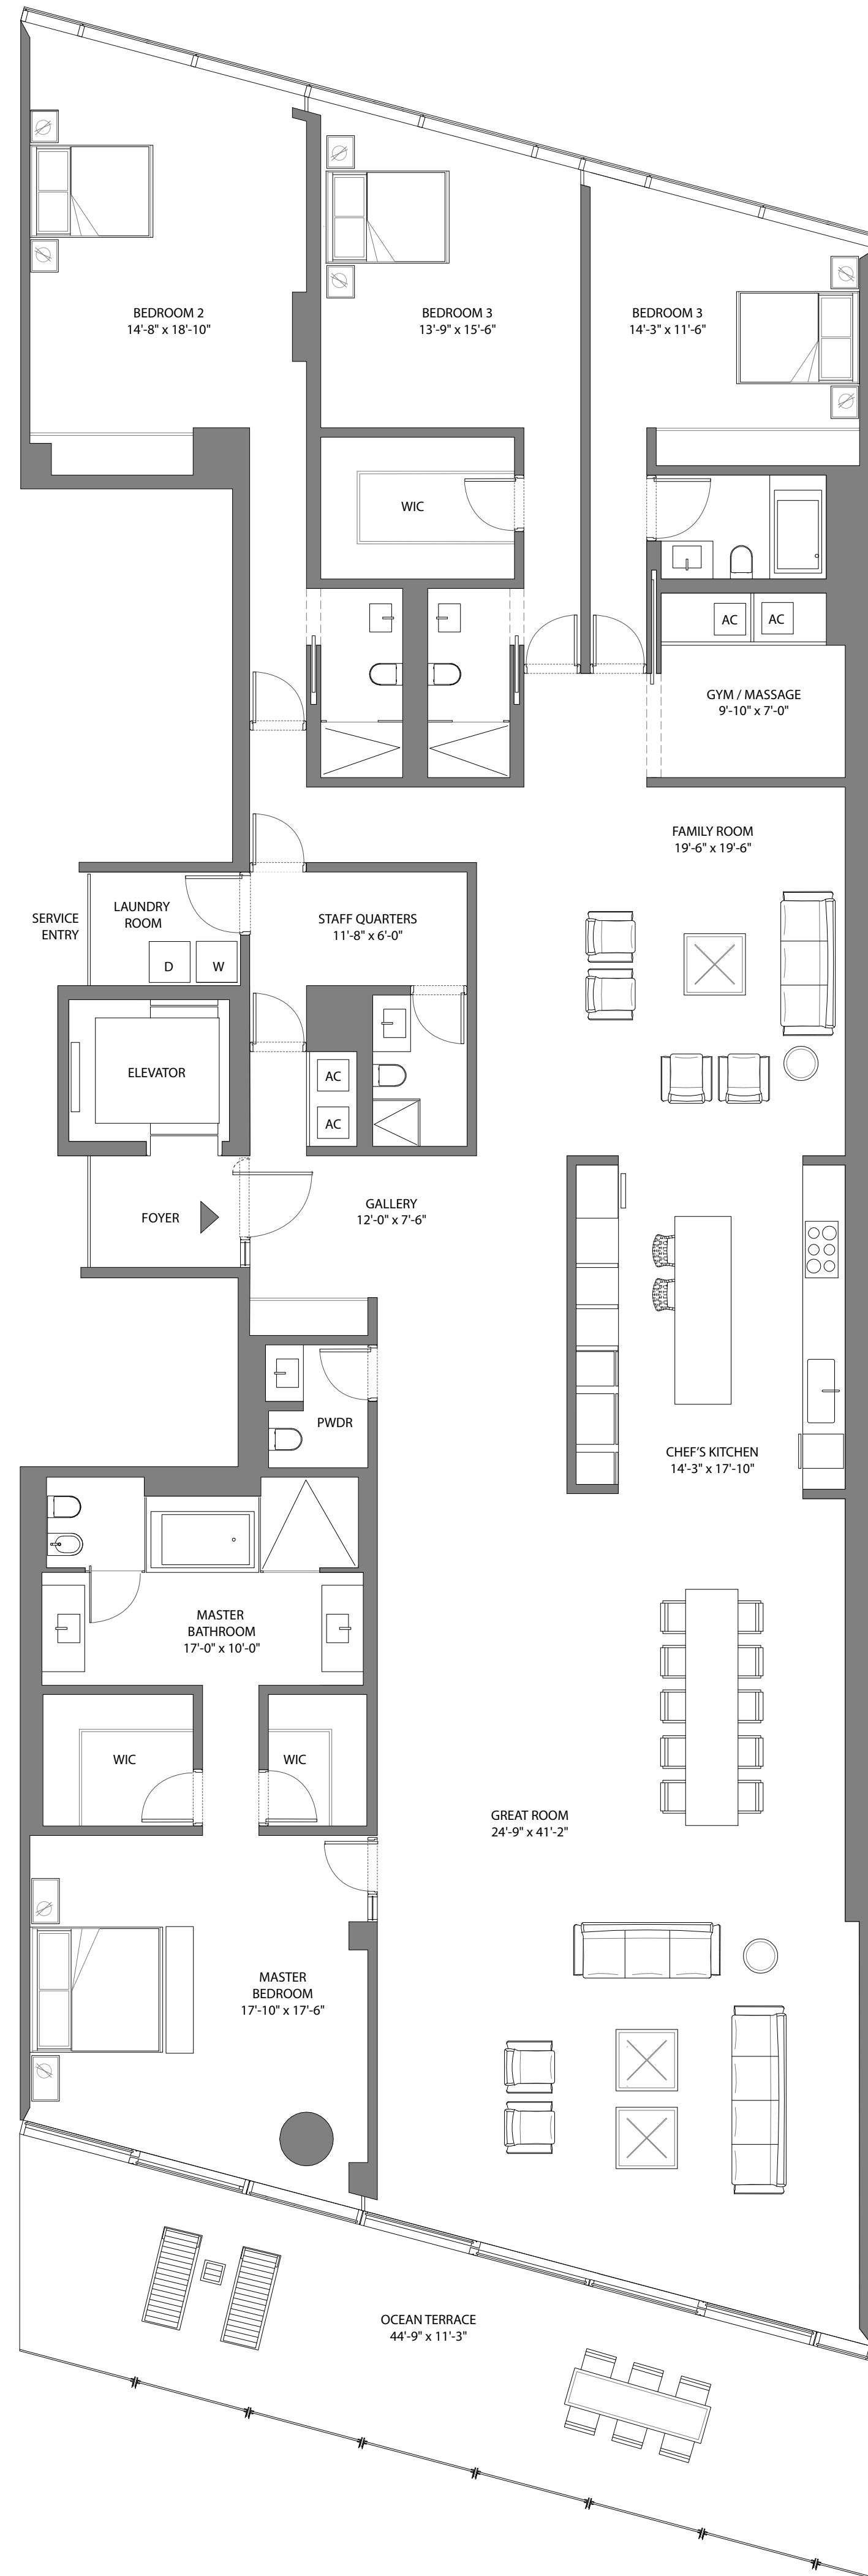 BEDROOM 2
14'-8" x 18'-10"
BEDROOM 3
13'-9" x 15'-6"
BEDROOM 3
14'-3" x 11'-6"
WIC
AC
AC
GYM / MASSAGE
9'-10" x 7'-0"
FAMILY ROOM
19'-6" x 19'-6"
SERVICE
ENTRY
LAUNDRY
ROOM
D
W
STAFF QUARTERS
11'-8" x 6'-0"
ELEVATOR
AC
AC
FOYER
GALLERY
12'-0" x 7'-6"
PWDR
CHEF'S KITCHEN
14'-3" x 17'-10"
MASTER
BATHROOM
17'-0" x 10'-0"
WIC
WIC
GREAT ROOM
24'-9" x 41'-2"
MASTER
BEDROOM
17'-10" x 17'-6"
OCEAN TERRACE
44'-9" x 11'-3"